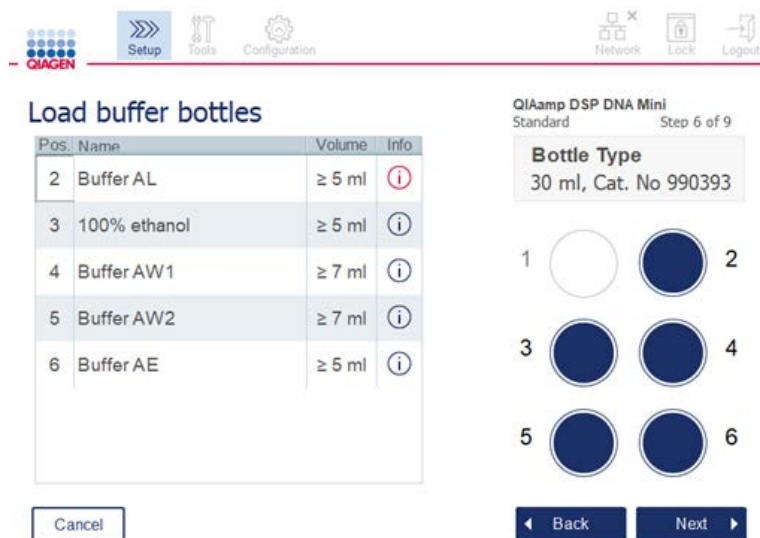 QIAGEN
Setup
Tools
Configuration
Network
Lock
Logout
Load buffer bottles
QIAamp DSP DNA Mini
Standard Step 6 of 9
Pos. Name Volume Info
2 Buffer AL ≥ 5 ml i
3 100% ethanol ≥ 5 ml i
4 Buffer AW1 ≥ 7 ml i
5 Buffer AW2 ≥ 7 ml i
6 Buffer AE ≥ 5 ml i
Bottle Type
30 ml, Cat. No 990393
1 2
3 4
5 6
Cancel
Back
Next